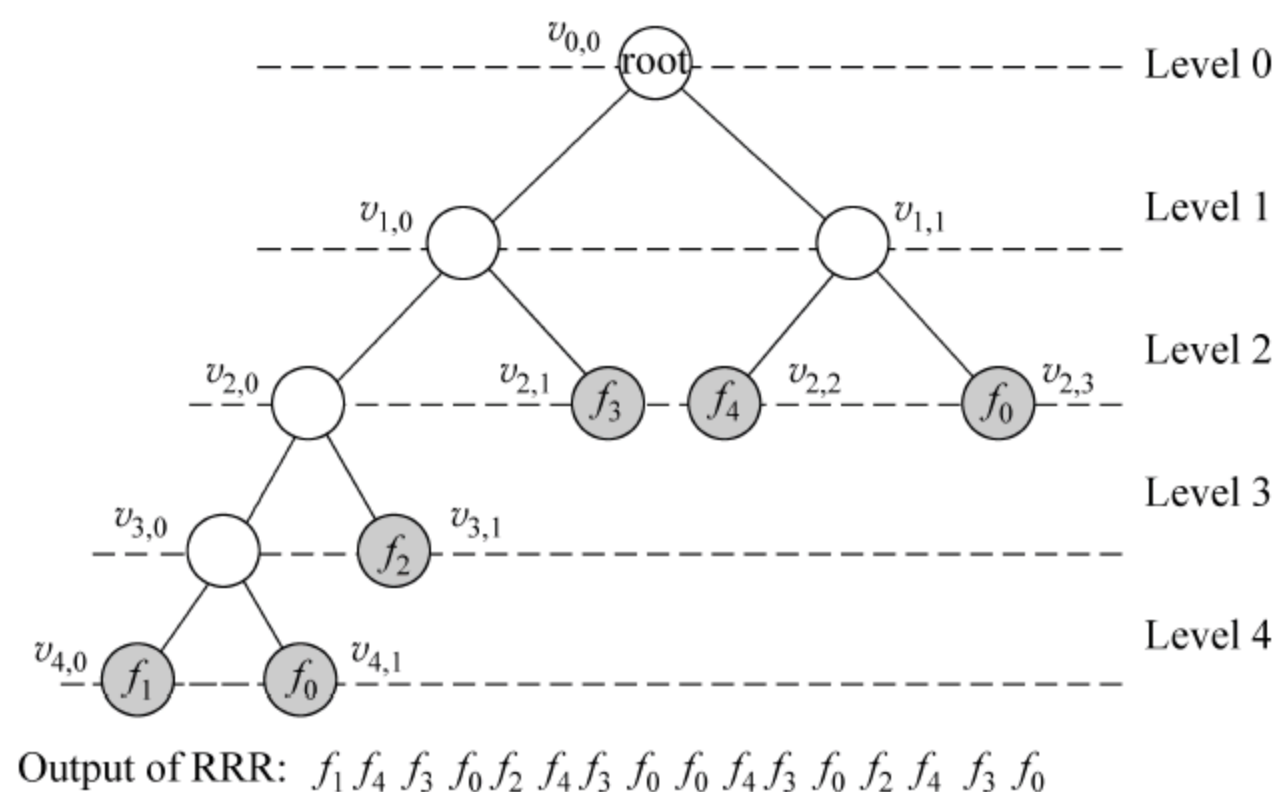 v0,0 root Level 0
v1,0 v1,1 Level 1
v2,0 v2,1 f3 f4 v2,2 f0 v2,3 Level 2
v3,0 f2 v3,1 Level 3
v4,0 f1 f0 v4,1 Level 4
Output of RRR: f1 f4 f3 f0 f2 f4 f3 f0 f0 f4 f3 f0 f2 f4 f3 f0